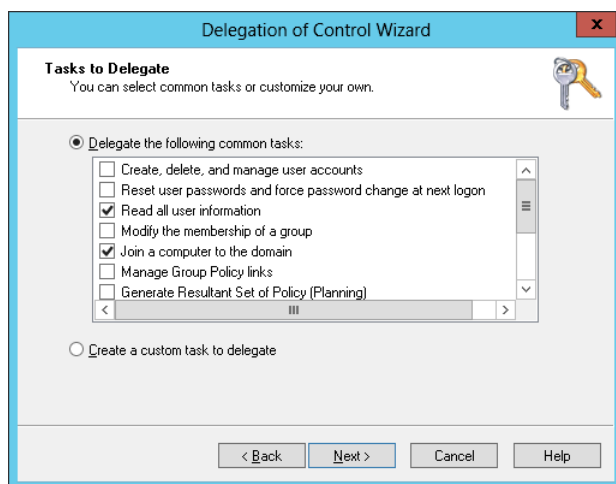 Delegation of Control Wizard
x
Tasks to Delegate
You can select common tasks or customize your own.
Delegate the following common tasks:
Create, delete, and manage user accounts
Reset user passwords and force password change at next logon
Read all user information
Modify the membership of a group
Join a computer to the domain
Manage Group Policy links
Generate Resultant Set of Policy (Planning)
Create a custom task to delegate
< Back Next > Cancel Help